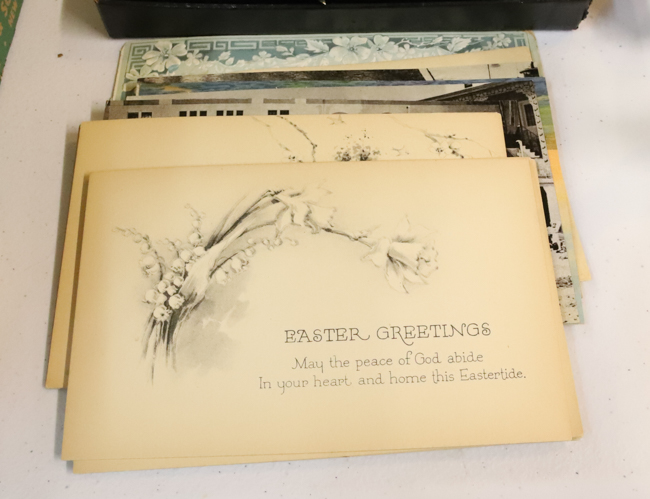 EASTER GREETINGS
May the peace of God abide
In your heart and home this Eastertide.